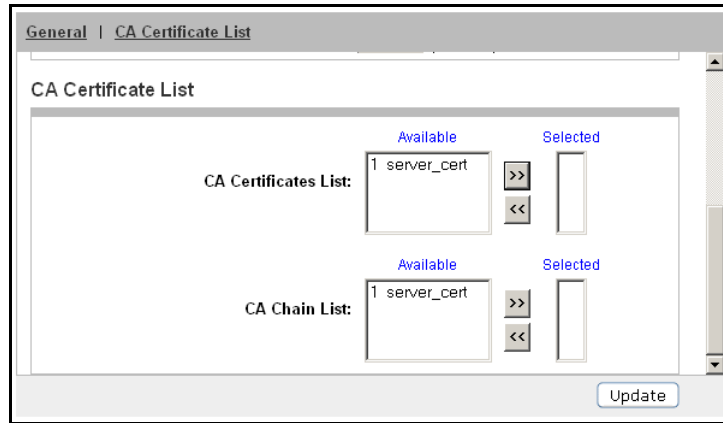 General | CA Certificate List
CA Certificate List
Available Selected
CA Certificates List: 1 server_cert >>
<<
Available Selected
CA Chain List: 1 server_cert >>
<<
Update